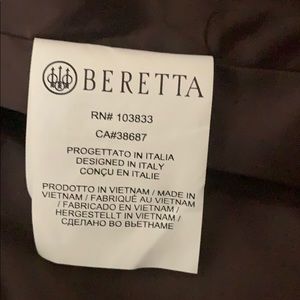 BERETTA
RN# 103833
CA#38687
PROGETTATO IN ITALIA
DESIGNED IN ITALY
CONÇU EN ITALIE
PRODOTTO IN VIETNAM / MADE IN
VIETNAM / FABRIQUÉ AU VIETNAM
/ FABRICADO EN VIETNAM /
HERGESTELLT IN VIETNAM /
СДЕЛАНО ВО ВЬЕТНАМЕ